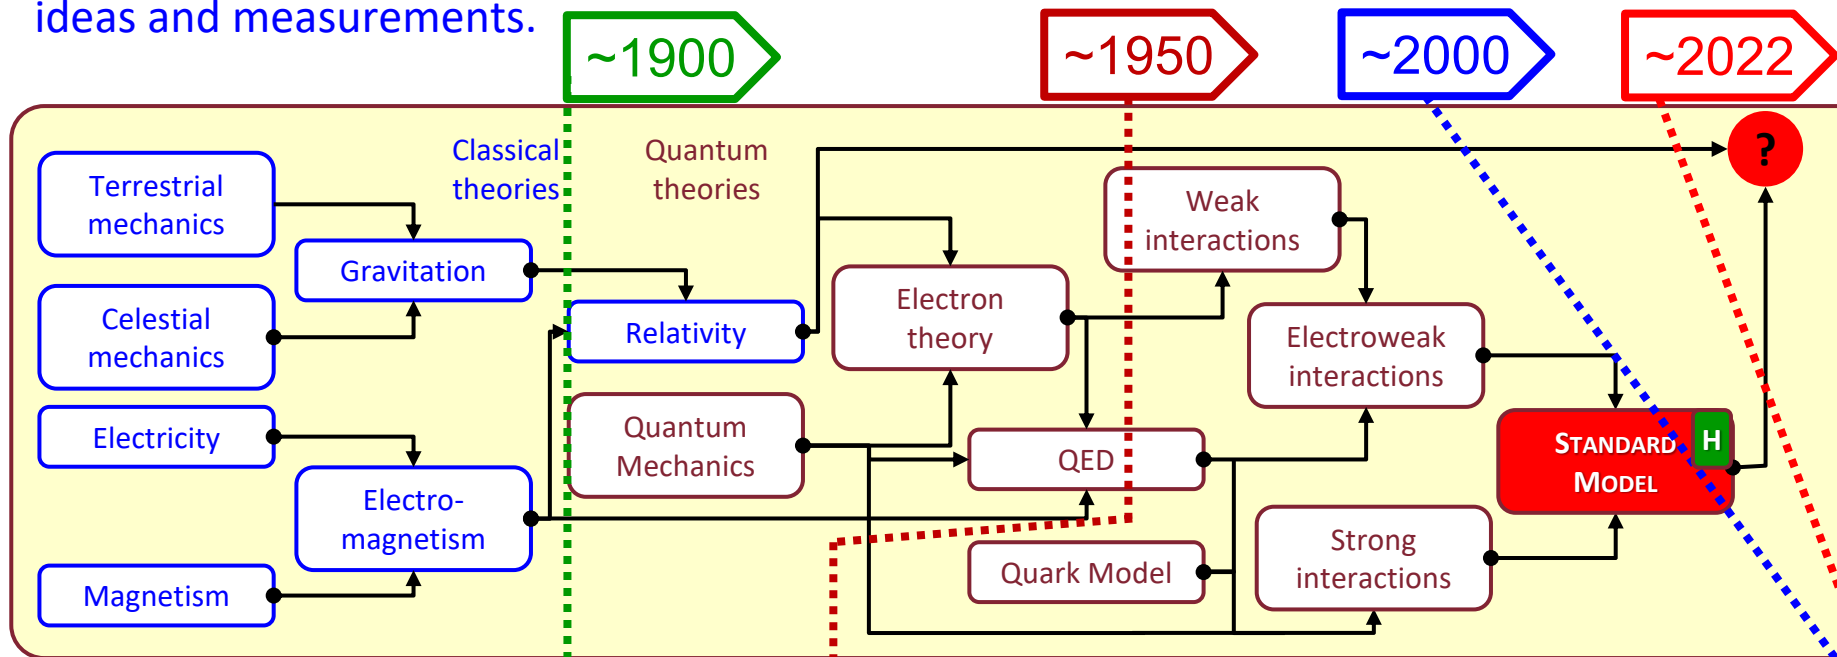 ideas and measurements.
~1900
~1950
~2000
~2022
Classical
theories
Quantum
theories
?
Terrestrial
mechanics
Weak
interactions
Gravitation
Celestial
mechanics
Relativity
Electron
theory
Electroweak
interactions
Electricity
Quantum
Mechanics
QED
STANDARD
MODEL
H
Electro-
magnetism
Strong
interactions
Quark Model
Magnetism